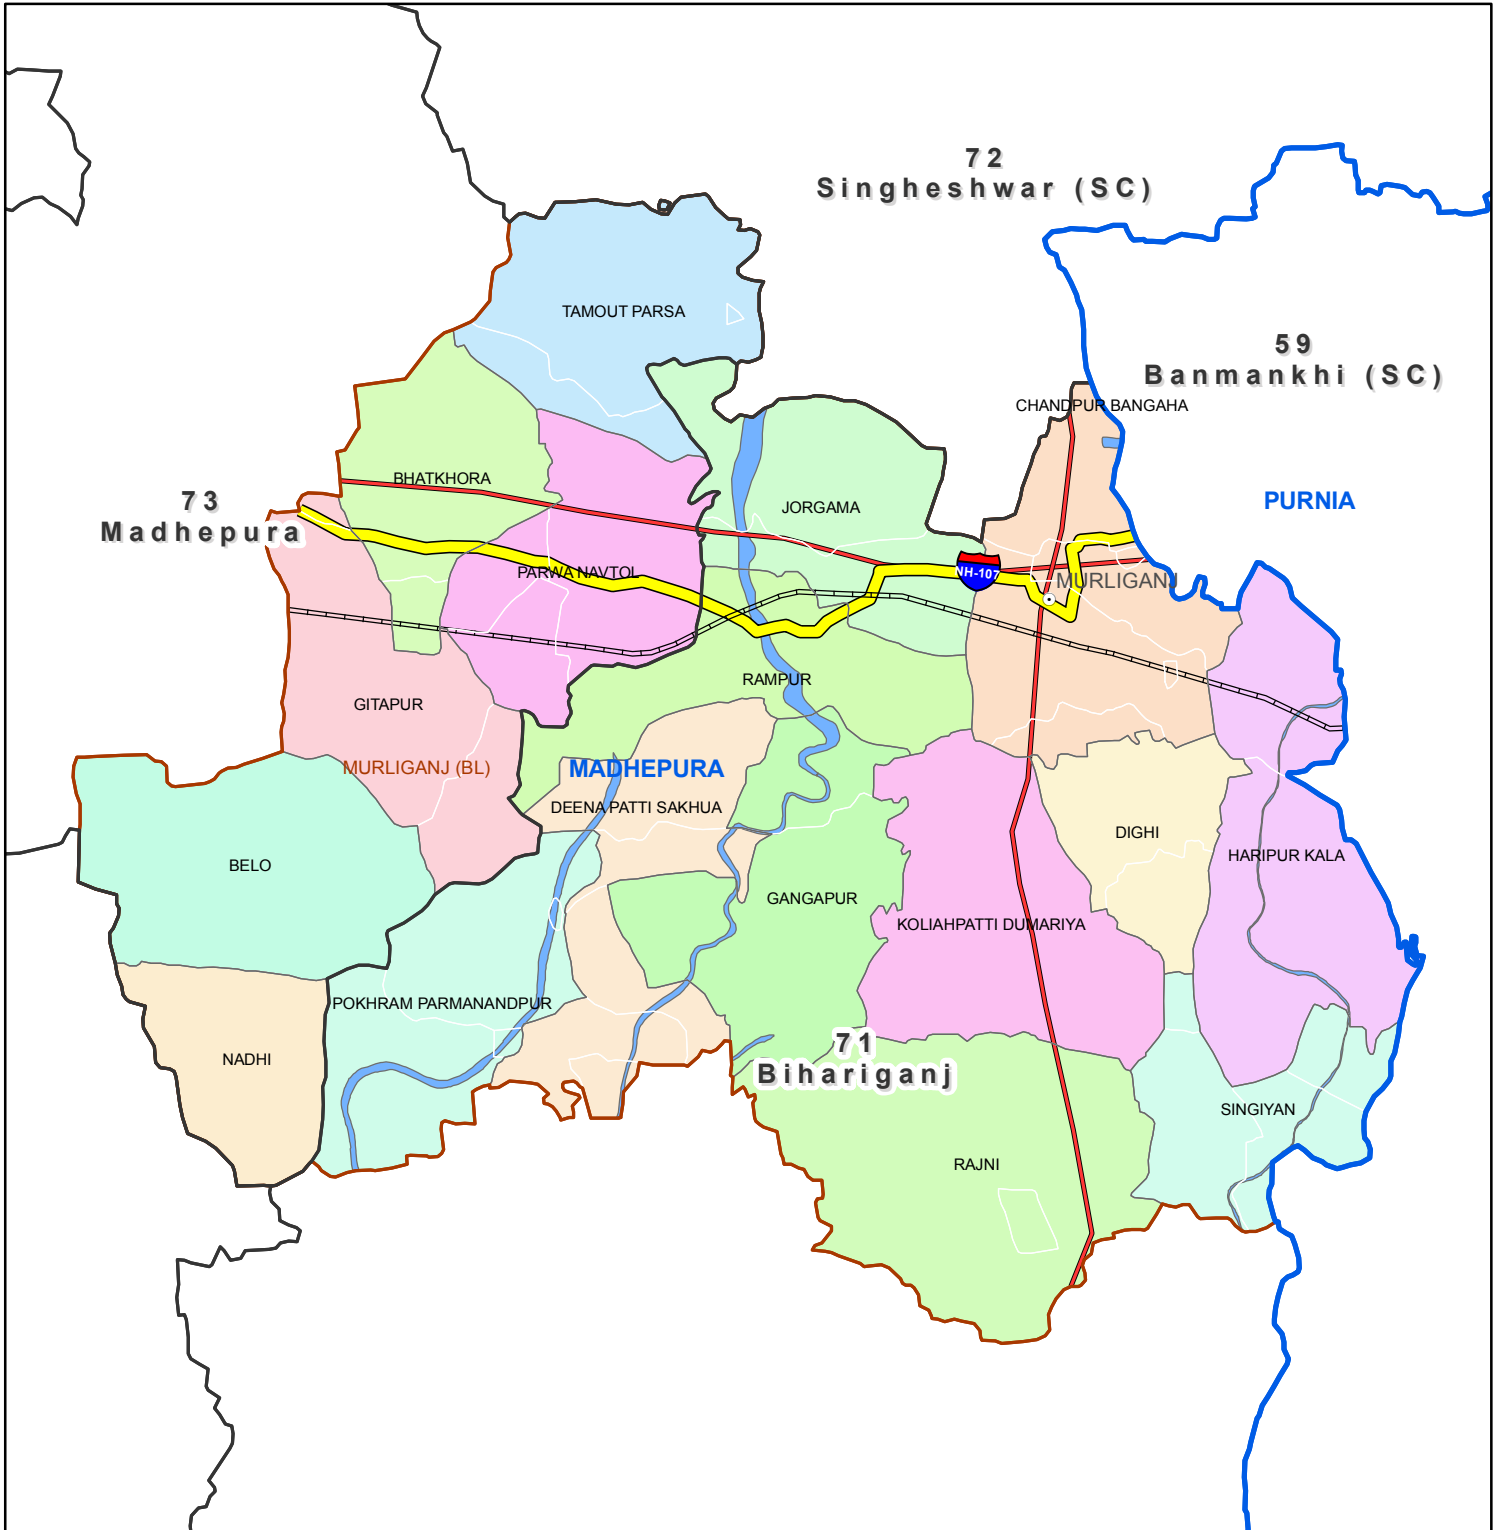 72
Singheshwar (SC)
TAMOUT PARSA
59
Banmankhi (SC)
CHANDPUR BANGAHA
BHATKHORA
73
Madhepura
JORGAMA
PURNIA
PARWA NAVTOL
NH-107
MURLIGANJ
RAMPUR
GITAPUR
MURLIGANJ (BL)
MADHEPURA
DEENA PATTI SAKHUA
DIGHI
HARIPUR KALA
BELO
GANGAPUR
KOLIAHPATTI DUMARIYA
POKHRAM PARMANANDPUR
NADHI
71
Bihariganj
SINGIYAN
RAJNI